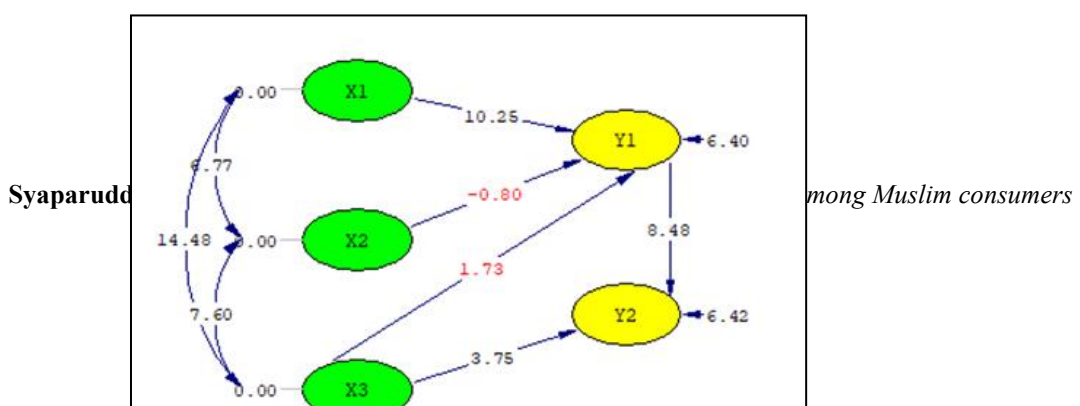 0.00 X1
10.25
Y1 6.40
6.77
Syaparudd mong Muslim consumers
-0.80
8.48
14.48 0.00 X2
1.73
7.60
Y2 6.42
3.75
0.00 X3